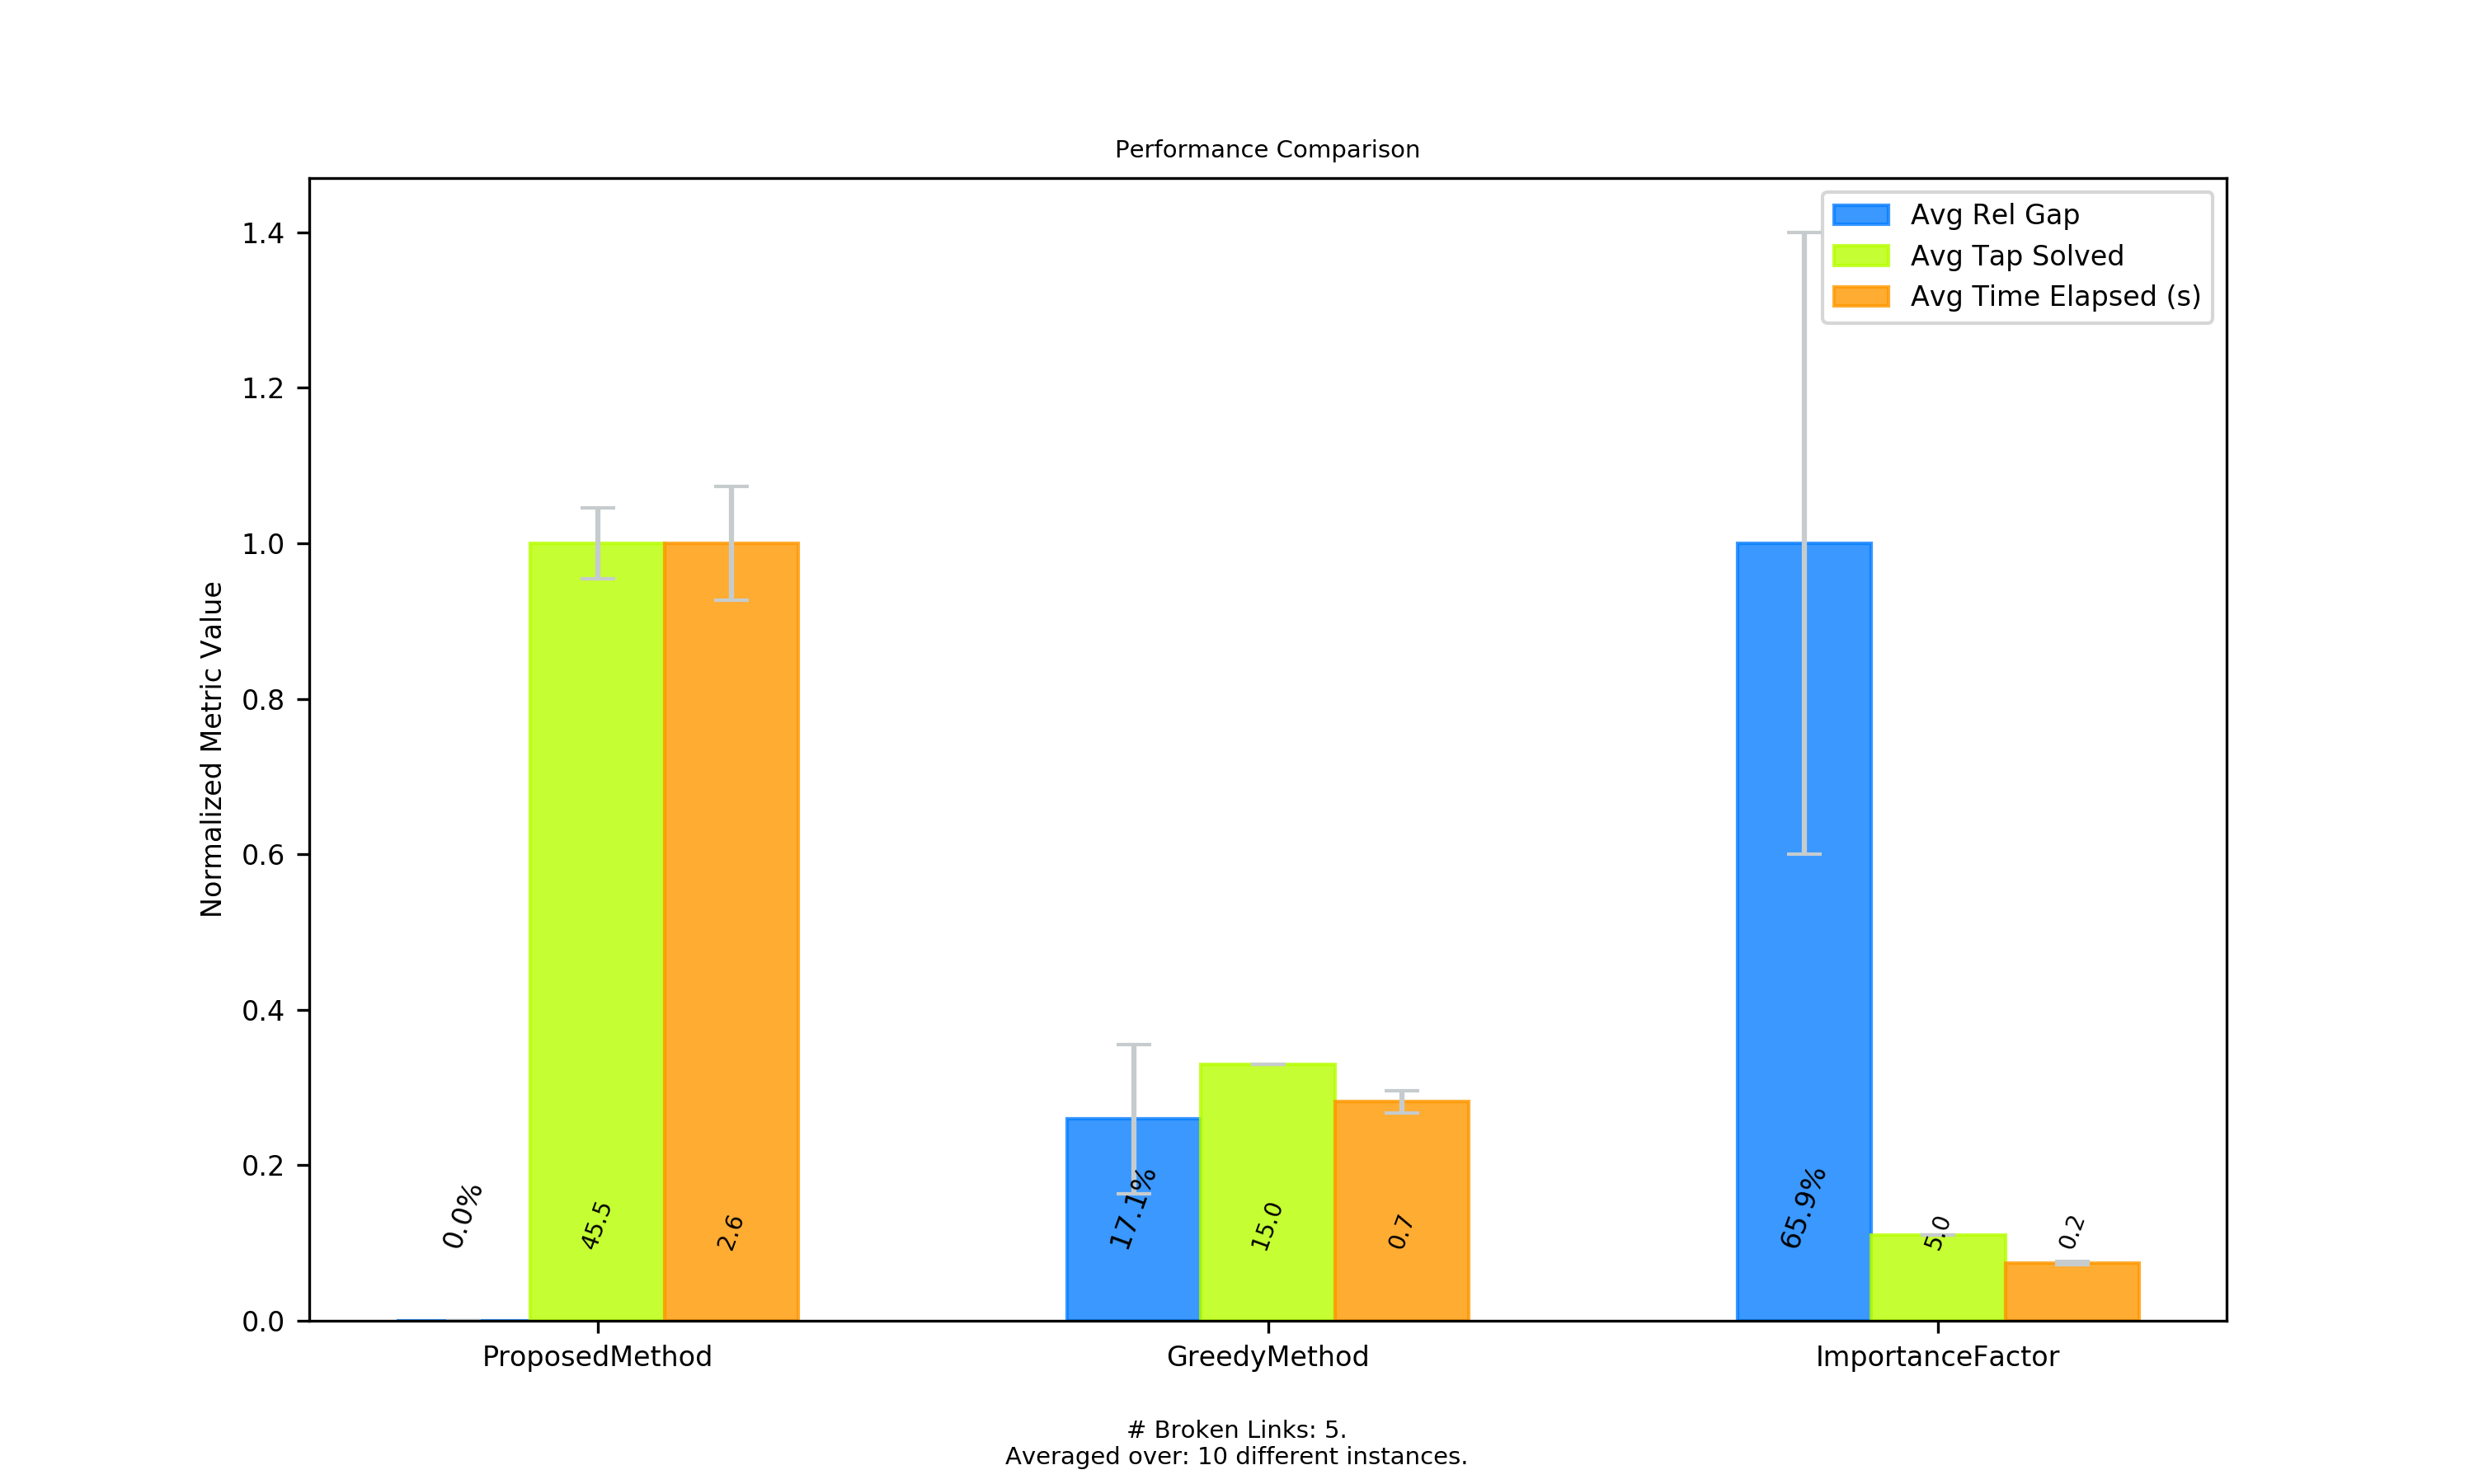 Performance Comparison
Avg Rel Gap
Avg Tap Solved
Avg Time Elapsed (s)
Normalized Metric Value
1.4
1.2
1.0
0.8
0.6
0.4
0.2
0.0
0.0%
45.5
2.6
17.1%
15.0
0.7
65.9%
5.0
0.2
ProposedMethod
GreedyMethod
ImportanceFactor
# Broken Links: 5.
Averaged over: 10 different instances.